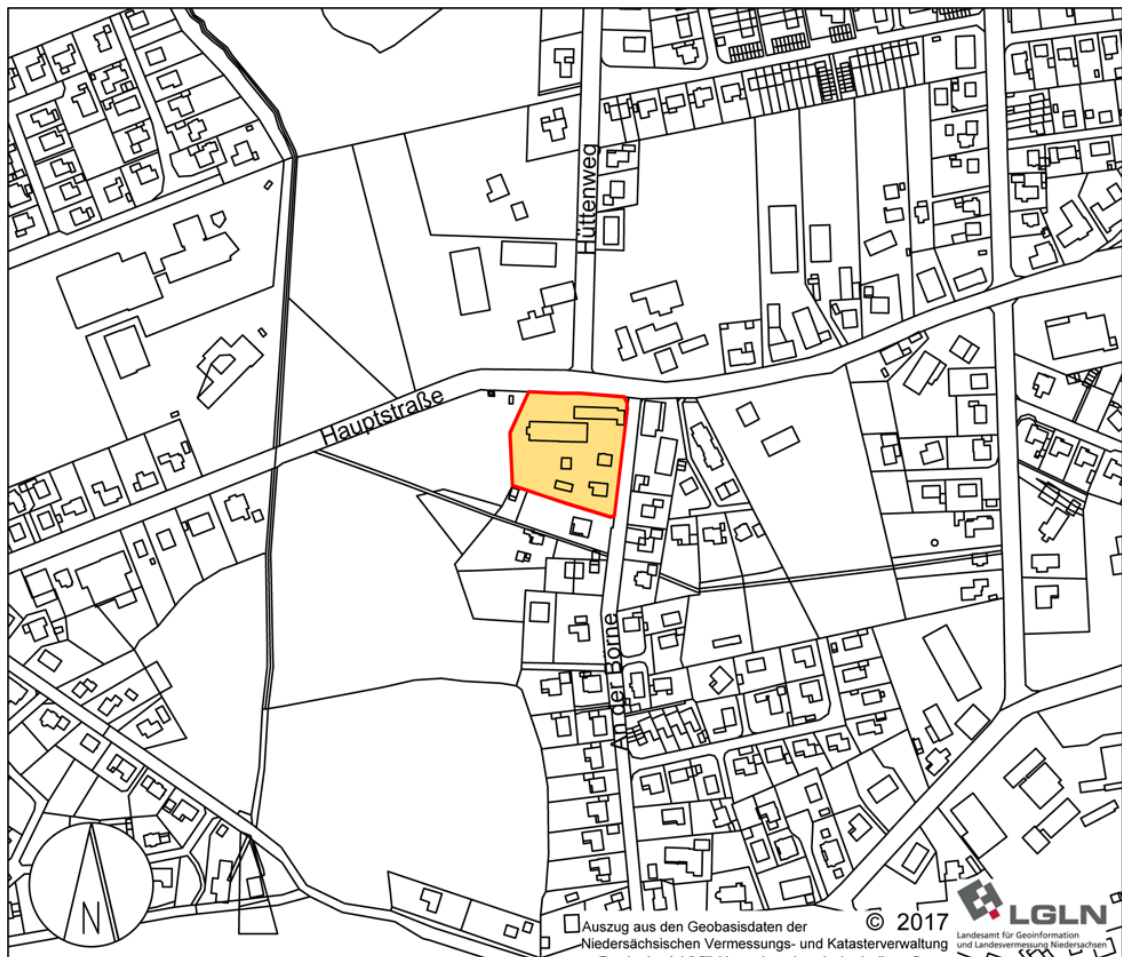 Hüttenweg
Hauptstraße
An der Börne
N
Auszug aus den Geobasisdaten der
Niedersächsischen Vermessungs- und Katasterverwaltung
© 2017
LGLN
Landesamt für Geoinformation
und Landesvermessung Niedersachsen